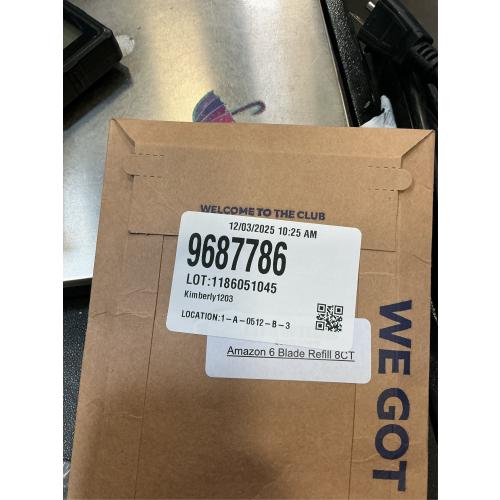 WELCOME TO THE CLUB
12/03/2025 10:25 AM
9687786
LOT:1186051045
Kimberly1203
LOCATION:1-A-0512-B-3
Amazon 6 Blade Refill 8CT
WE GOT